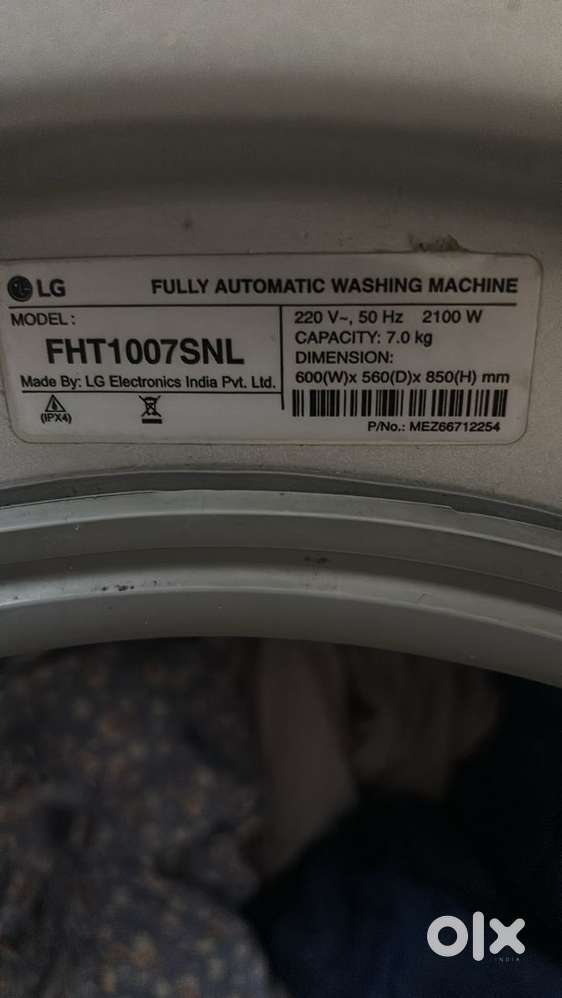 LG FULLY AUTOMATIC WASHING MACHINE
MODEL:
FHT1007SNL
Made By: LG Electronics India Pvt. Ltd.
(IPX4)
220 V~, 50 Hz 2100 W
CAPACITY: 7.0 kg
DIMENSION:
600(W)x 560(D)x 850(H) mm
P/No.: MEZ66712254
olx
INDIA